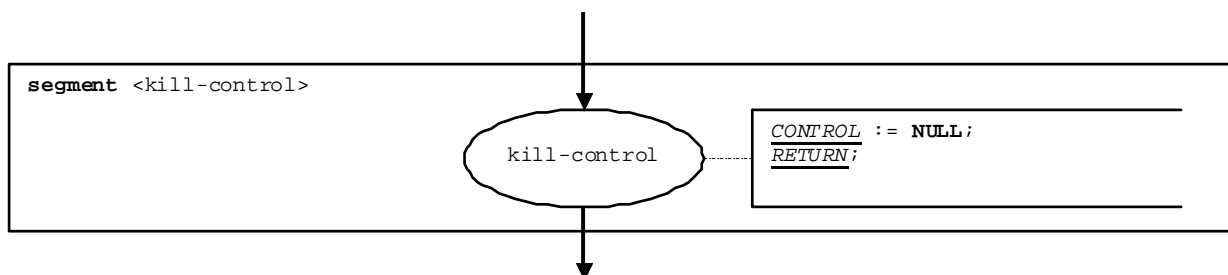 segment <kill-control>
kill-control
CONTROL := NULL;
RETURN;